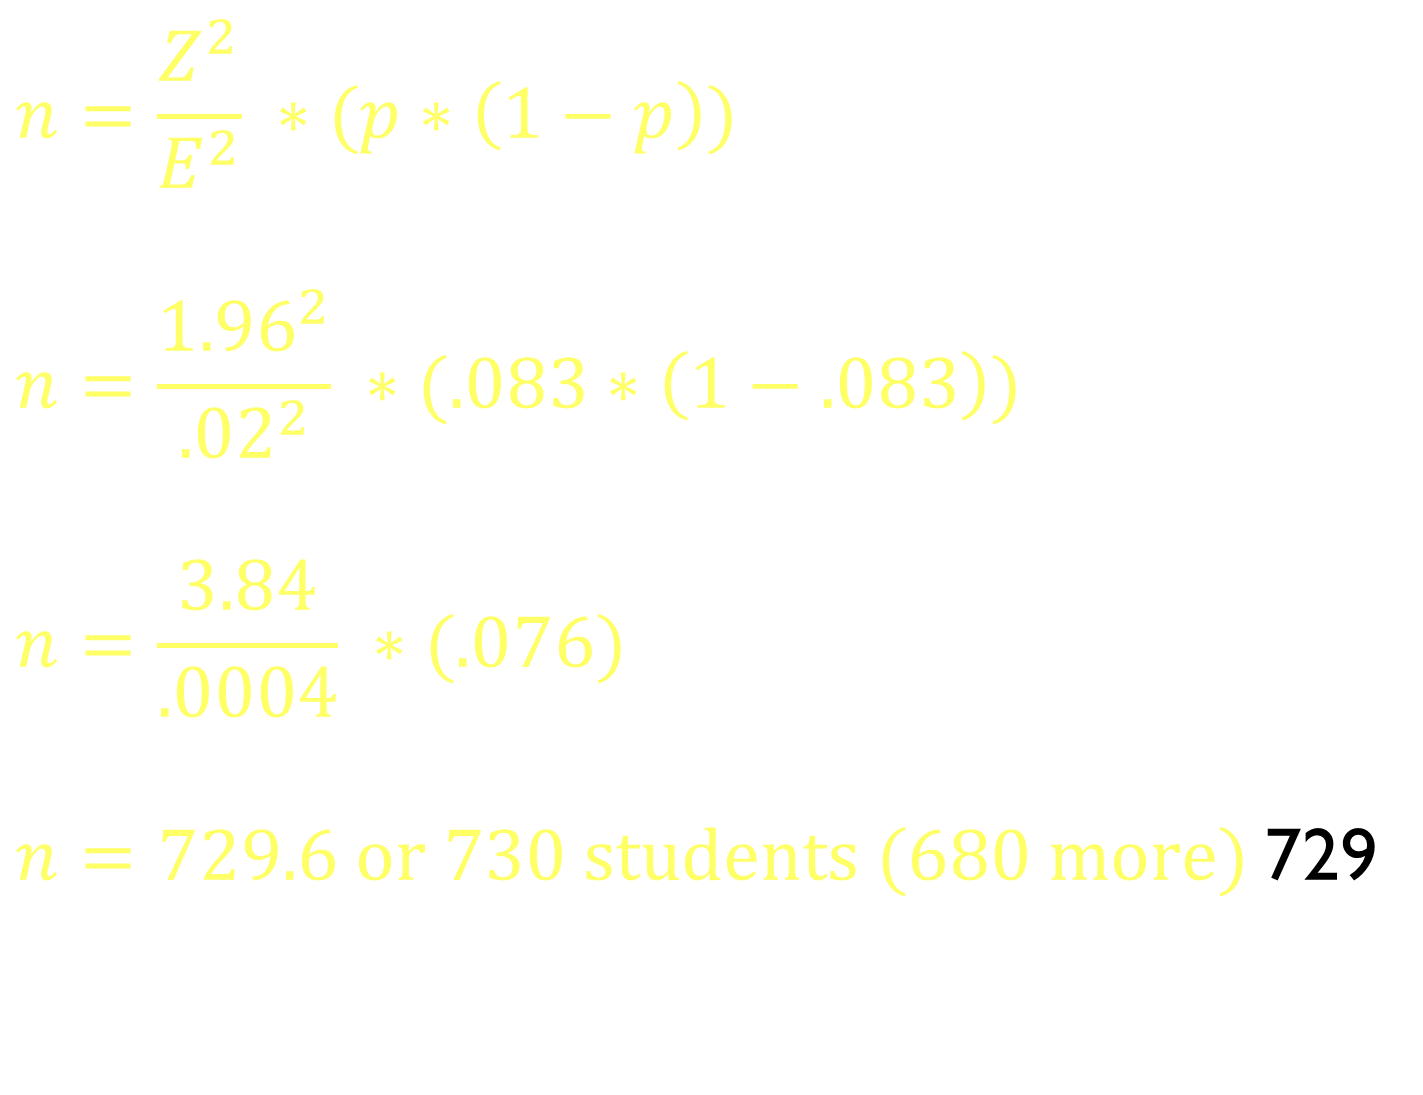 n = Z²/E² * (p * (1 − p))
n = 1.96²/.02² * (.083 * (1 − .083))
n = 3.84/.0004 * (.076)
n = 729.6 or 730 students (680 more) 729